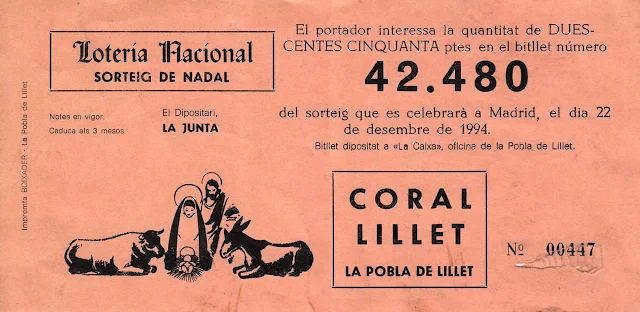 Lotería Nacional
SORTEIG DE NADAL
Notes en vigor.
Caduca als 3 mesos.
El Dipositari,
LA JUNTA
Impremta BOIXADER - La Pobla de Lillet
El portador interessa la quantitat de DUES-
CENTES CINQUANTA ptes en el bitllet número
42.480
del sorteig que es celebrarà a Madrid, el dia 22
de desembre de 1994.
Bitllet dipositat a «La Caixa», oficina de la Pobla de Lillet.
CORAL
LILLET
LA POBLA DE LILLET
Nº 00447